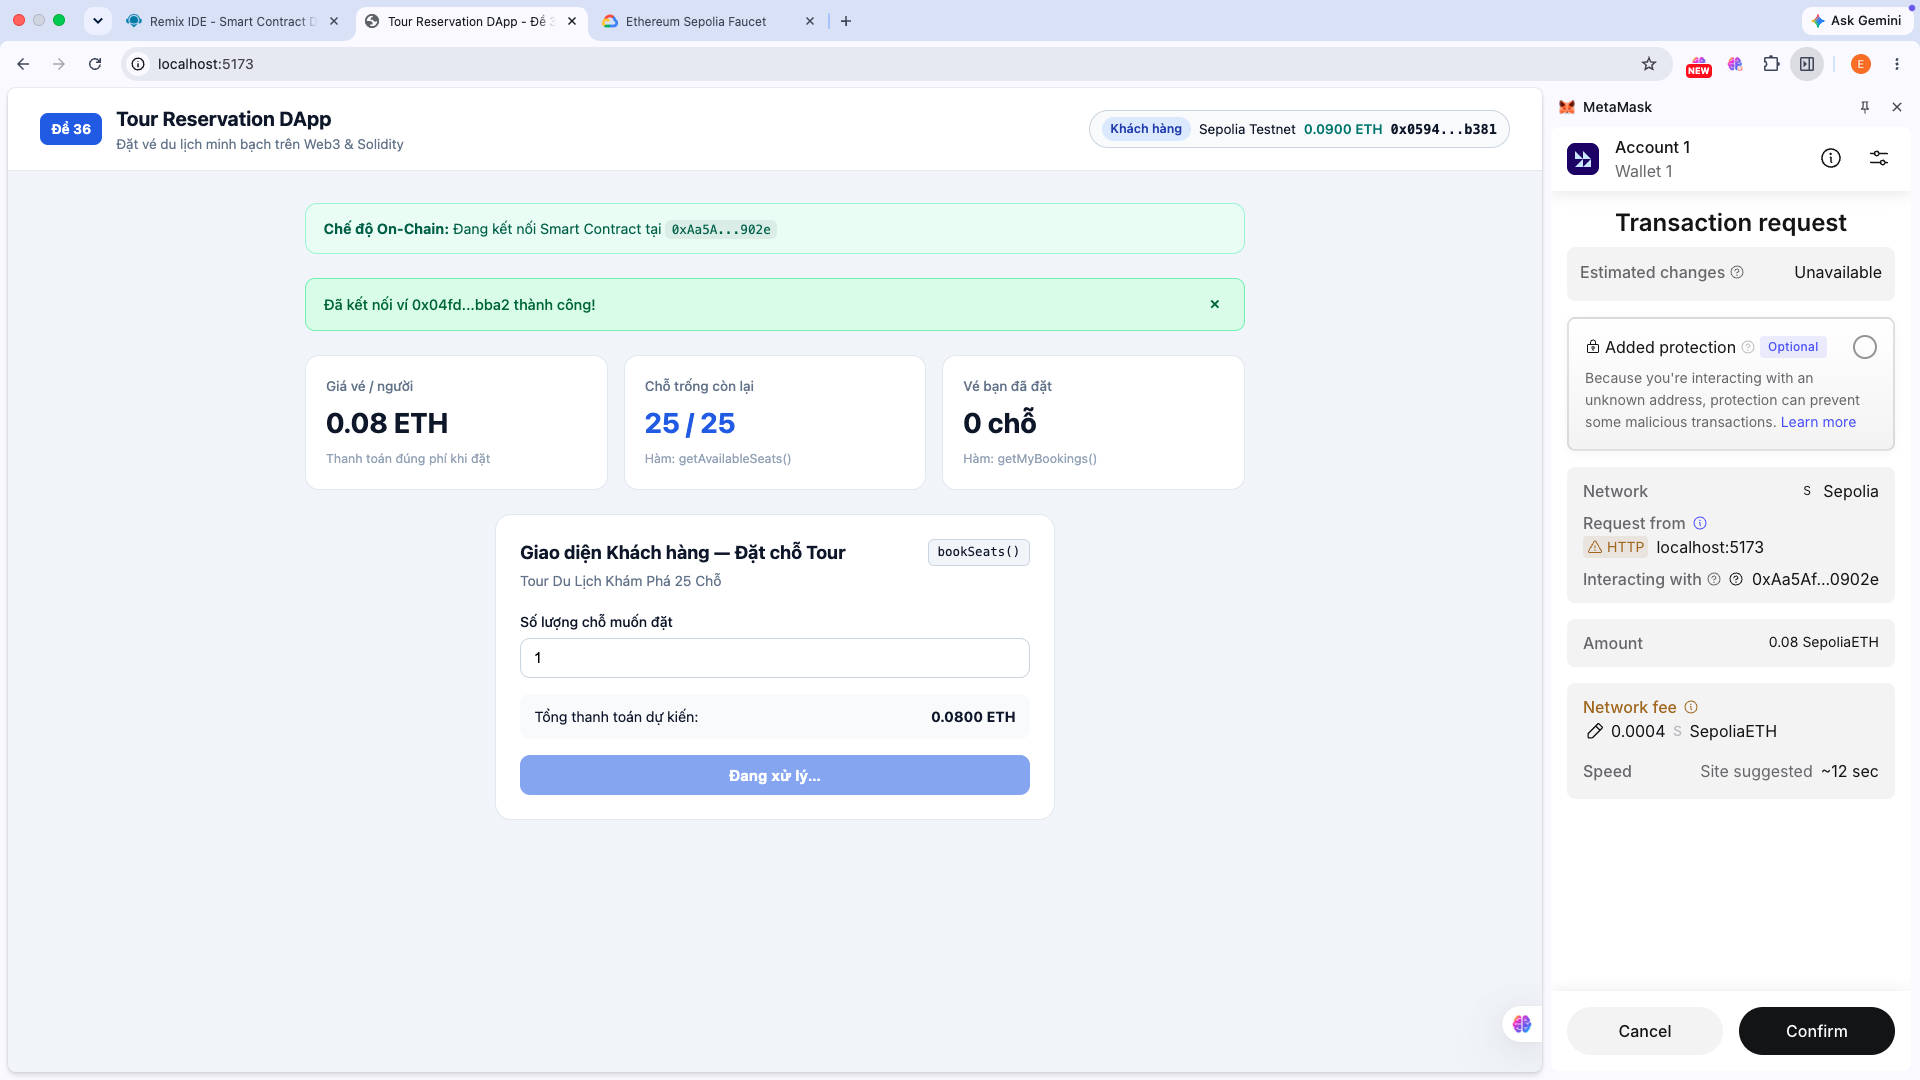 Remix IDE - Smart Contract D
Tour Reservation DApp - Đề 3
Ethereum Sepolia Faucet
Ask Gemini
localhost:5173
NEW
E
Đề 36
Tour Reservation DApp
Đặt vé du lịch minh bạch trên Web3 & Solidity
Khách hàng Sepolia Testnet 0.0900 ETH 0x0594...b381
Chế độ On-Chain: Đang kết nối Smart Contract tại 0xAa5A...902e
Đã kết nối ví 0x04fd...bba2 thành công!
Giá vé / người
0.08 ETH
Thanh toán đúng phí khi đặt
Chỗ trống còn lại
25 / 25
Hàm: getAvailableSeats()
Vé bạn đã đặt
0 chỗ
Hàm: getMyBookings()
Giao diện Khách hàng — Đặt chỗ Tour
bookSeats()
Tour Du Lịch Khám Phá 25 Chỗ
Số lượng chỗ muốn đặt
1
Tổng thanh toán dự kiến: 0.0800 ETH
Đang xử lý...
MetaMask
Account 1
Wallet 1
Transaction request
Estimated changes Unavailable
Added protection Optional
Because you're interacting with an
unknown address, protection can prevent
some malicious transactions. Learn more
Network S Sepolia
Request from
HTTP localhost:5173
Interacting with 0xAa5Af...0902e
Amount 0.08 SepoliaETH
Network fee
0.0004 S SepoliaETH
Speed Site suggested ~12 sec
Cancel
Confirm